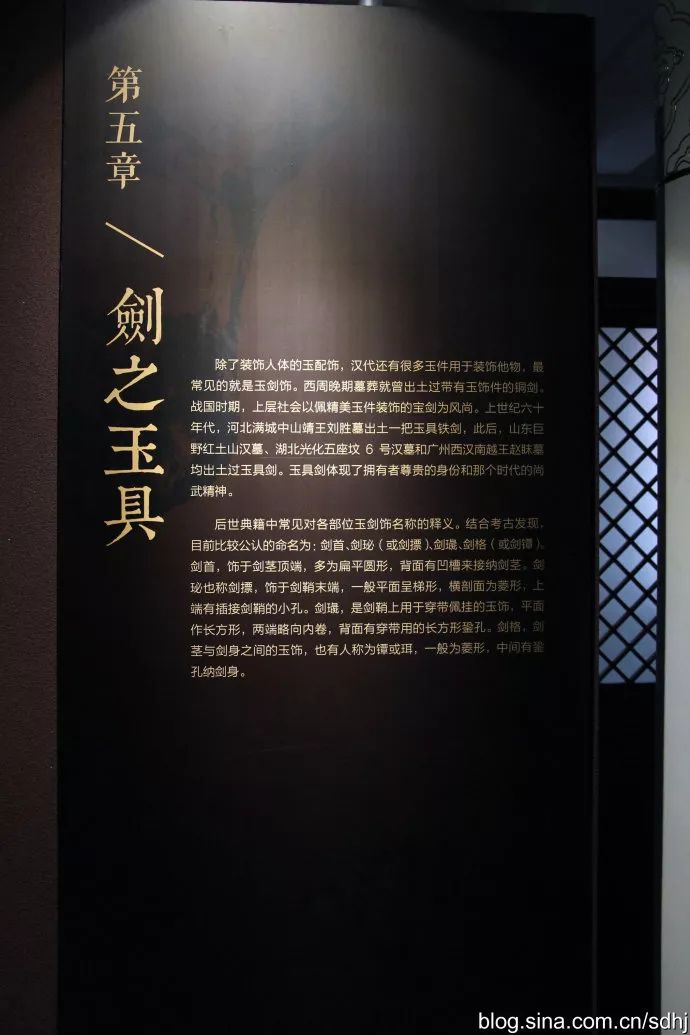 第五章
劍之玉具
除了装饰人体的玉配饰，汉代还有很多玉件用于装饰他物，最
常见的就是玉剑饰。西周晚期墓葬就曾出土过带有玉饰件的铜剑。
战国时期，上层社会以佩精美玉件装饰的宝剑为风尚。上世纪六十
年代，河北满城中山靖王刘胜墓出土一把玉具铁剑，此后，山东巨
野红土山汉墓、湖北光化五座坟 6 号汉墓和广州西汉南越王赵眜墓
均出土过玉具剑。玉具剑体现了拥有者尊贵的身份和那个时代的尚
武精神。
后世典籍中常见对各部位玉剑饰名称的释义。结合考古发现，
目前比较公认的命名为：剑首、剑珌（或剑摽）、剑璏、剑格（或剑镡）。
剑首，饰于剑茎顶端，多为扁平圆形，背面有凹槽来接纳剑茎。剑
珌也称剑摽，饰于剑鞘末端，一般平面呈梯形，横剖面为菱形，上
端有插接剑鞘的小孔。剑璏，是剑鞘上用于穿带佩挂的玉饰，平面
作长方形，两端略向内卷，背面有穿带用的长方形銎孔。剑格，剑
茎与剑身之间的玉饰，也有人称为镡或珥，一般为菱形，中间有銎
孔纳剑身。
blog.sina.com.cn/sdhj